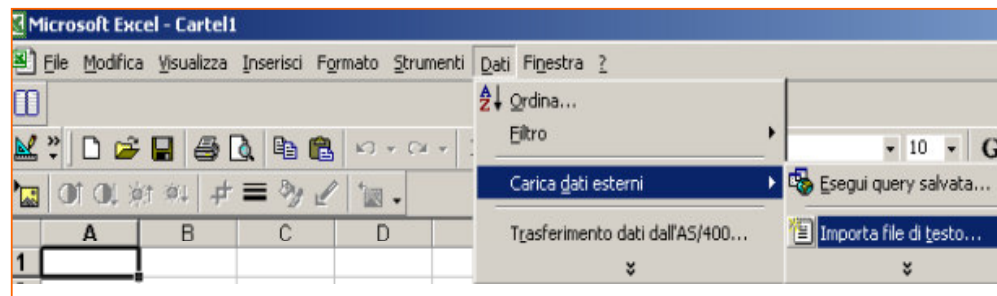 Microsoft Excel - Cartel1
File Modifica Visualizza Inserisci Formato Strumenti Dati Finestra ?
Ordina...
Filtro
10 G
Carica dati esterni
Esegui query salvata...
Trasferimento dati dall'AS/400...
Importa file di testo...
A B C D
1